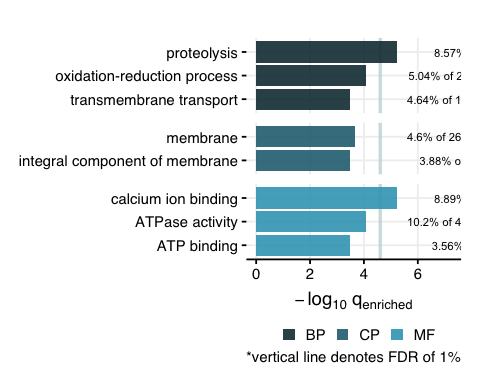 proteolysis 8.57%
oxidation-reduction process 5.04% of 2
transmembrane transport 4.64% of 1
membrane 4.6% of 26
integral component of membrane 3.88% o
calcium ion binding 8.89%
ATPase activity 10.2% of 4
ATP binding 3.56%
0 2 4 6
−log₁₀ qenriched
BP CP MF
*vertical line denotes FDR of 1%